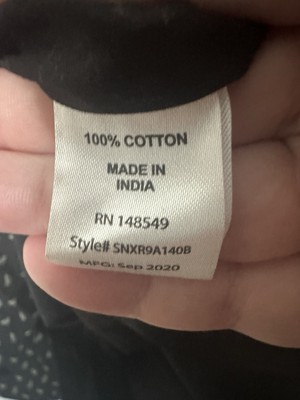 100% COTTON
MADE IN
INDIA
RN 148549
Style# SNXR9A140B
MFG: Sep 2020